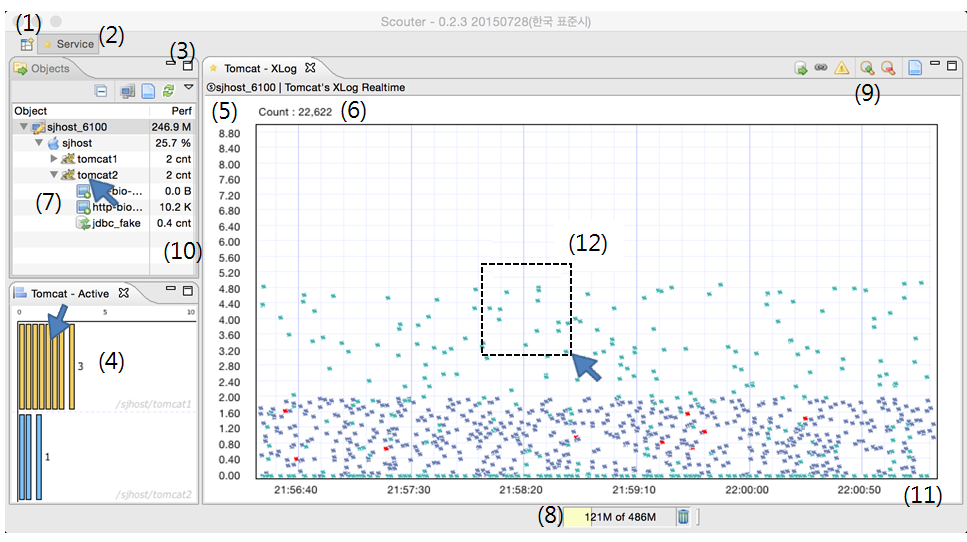 Scouter - 0.2.3 20150728(한국 표준시)
(1)
(2)
Service
(3)
Objects
Object Perf
sjhost_6100 246.9 M
sjhost 25.7 %
tomcat1 2 cnt
tomcat2 2 cnt
-bio-... 0.0 B
(7)
http-bio... 10.2 K
jdbc_fake 0.4 cnt
(10)
Tomcat - Active
0 5 10
(4)
3
/sjhost/tomcat1
1
/sjhost/tomcat2
Tomcat - XLog
sjhost_6100 | Tomcat's XLog Realtime
(9)
(5) Count : 22,622 (6)
8.80
8.40
8.00
7.60
7.20
6.80
6.40
6.00
(12)
5.60
5.20
4.80
4.40
4.00
3.60
3.20
2.80
2.40
2.00
1.60
1.20
0.80
0.40
0.00
21:56:40 21:57:30 21:58:20 21:59:10 22:00:00 22:00:50
(11)
(8) 121M of 486M